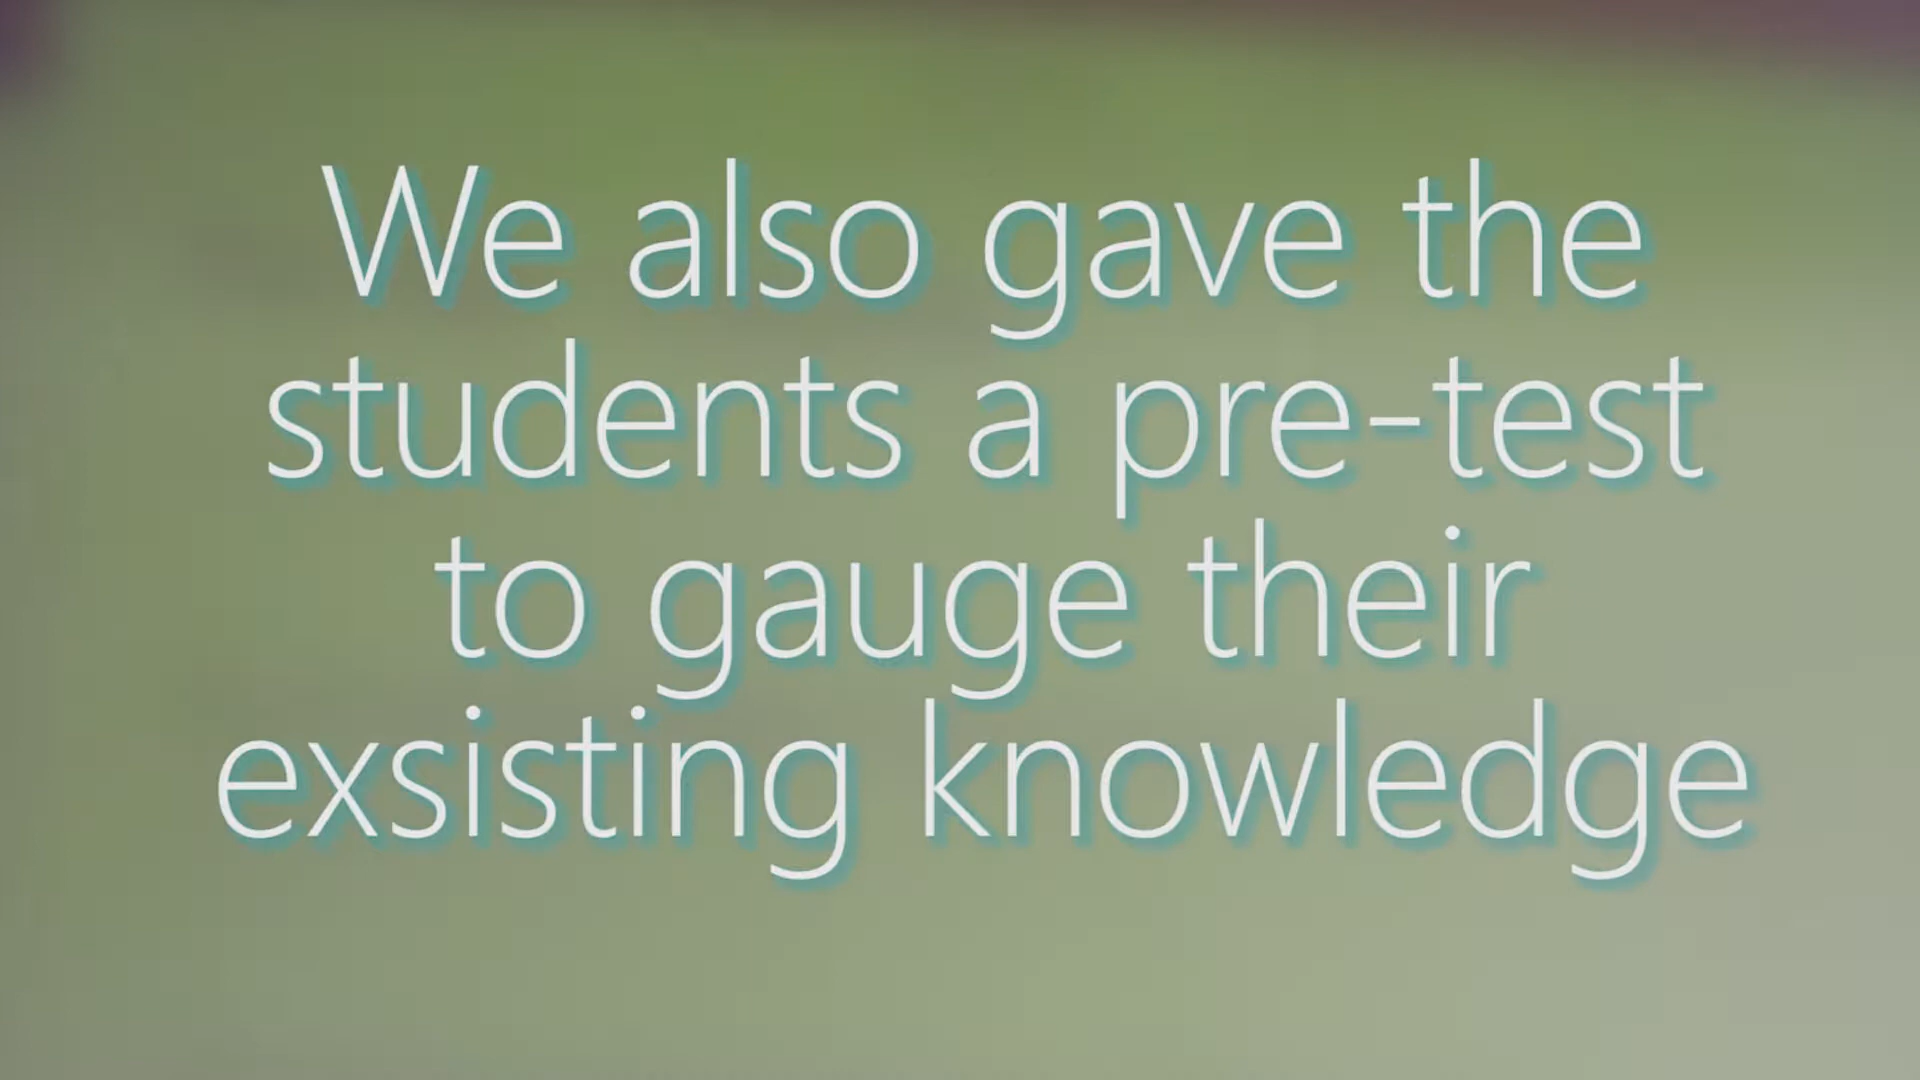 We also gave the
students a pre-test
to gauge their
exsisting knowledge